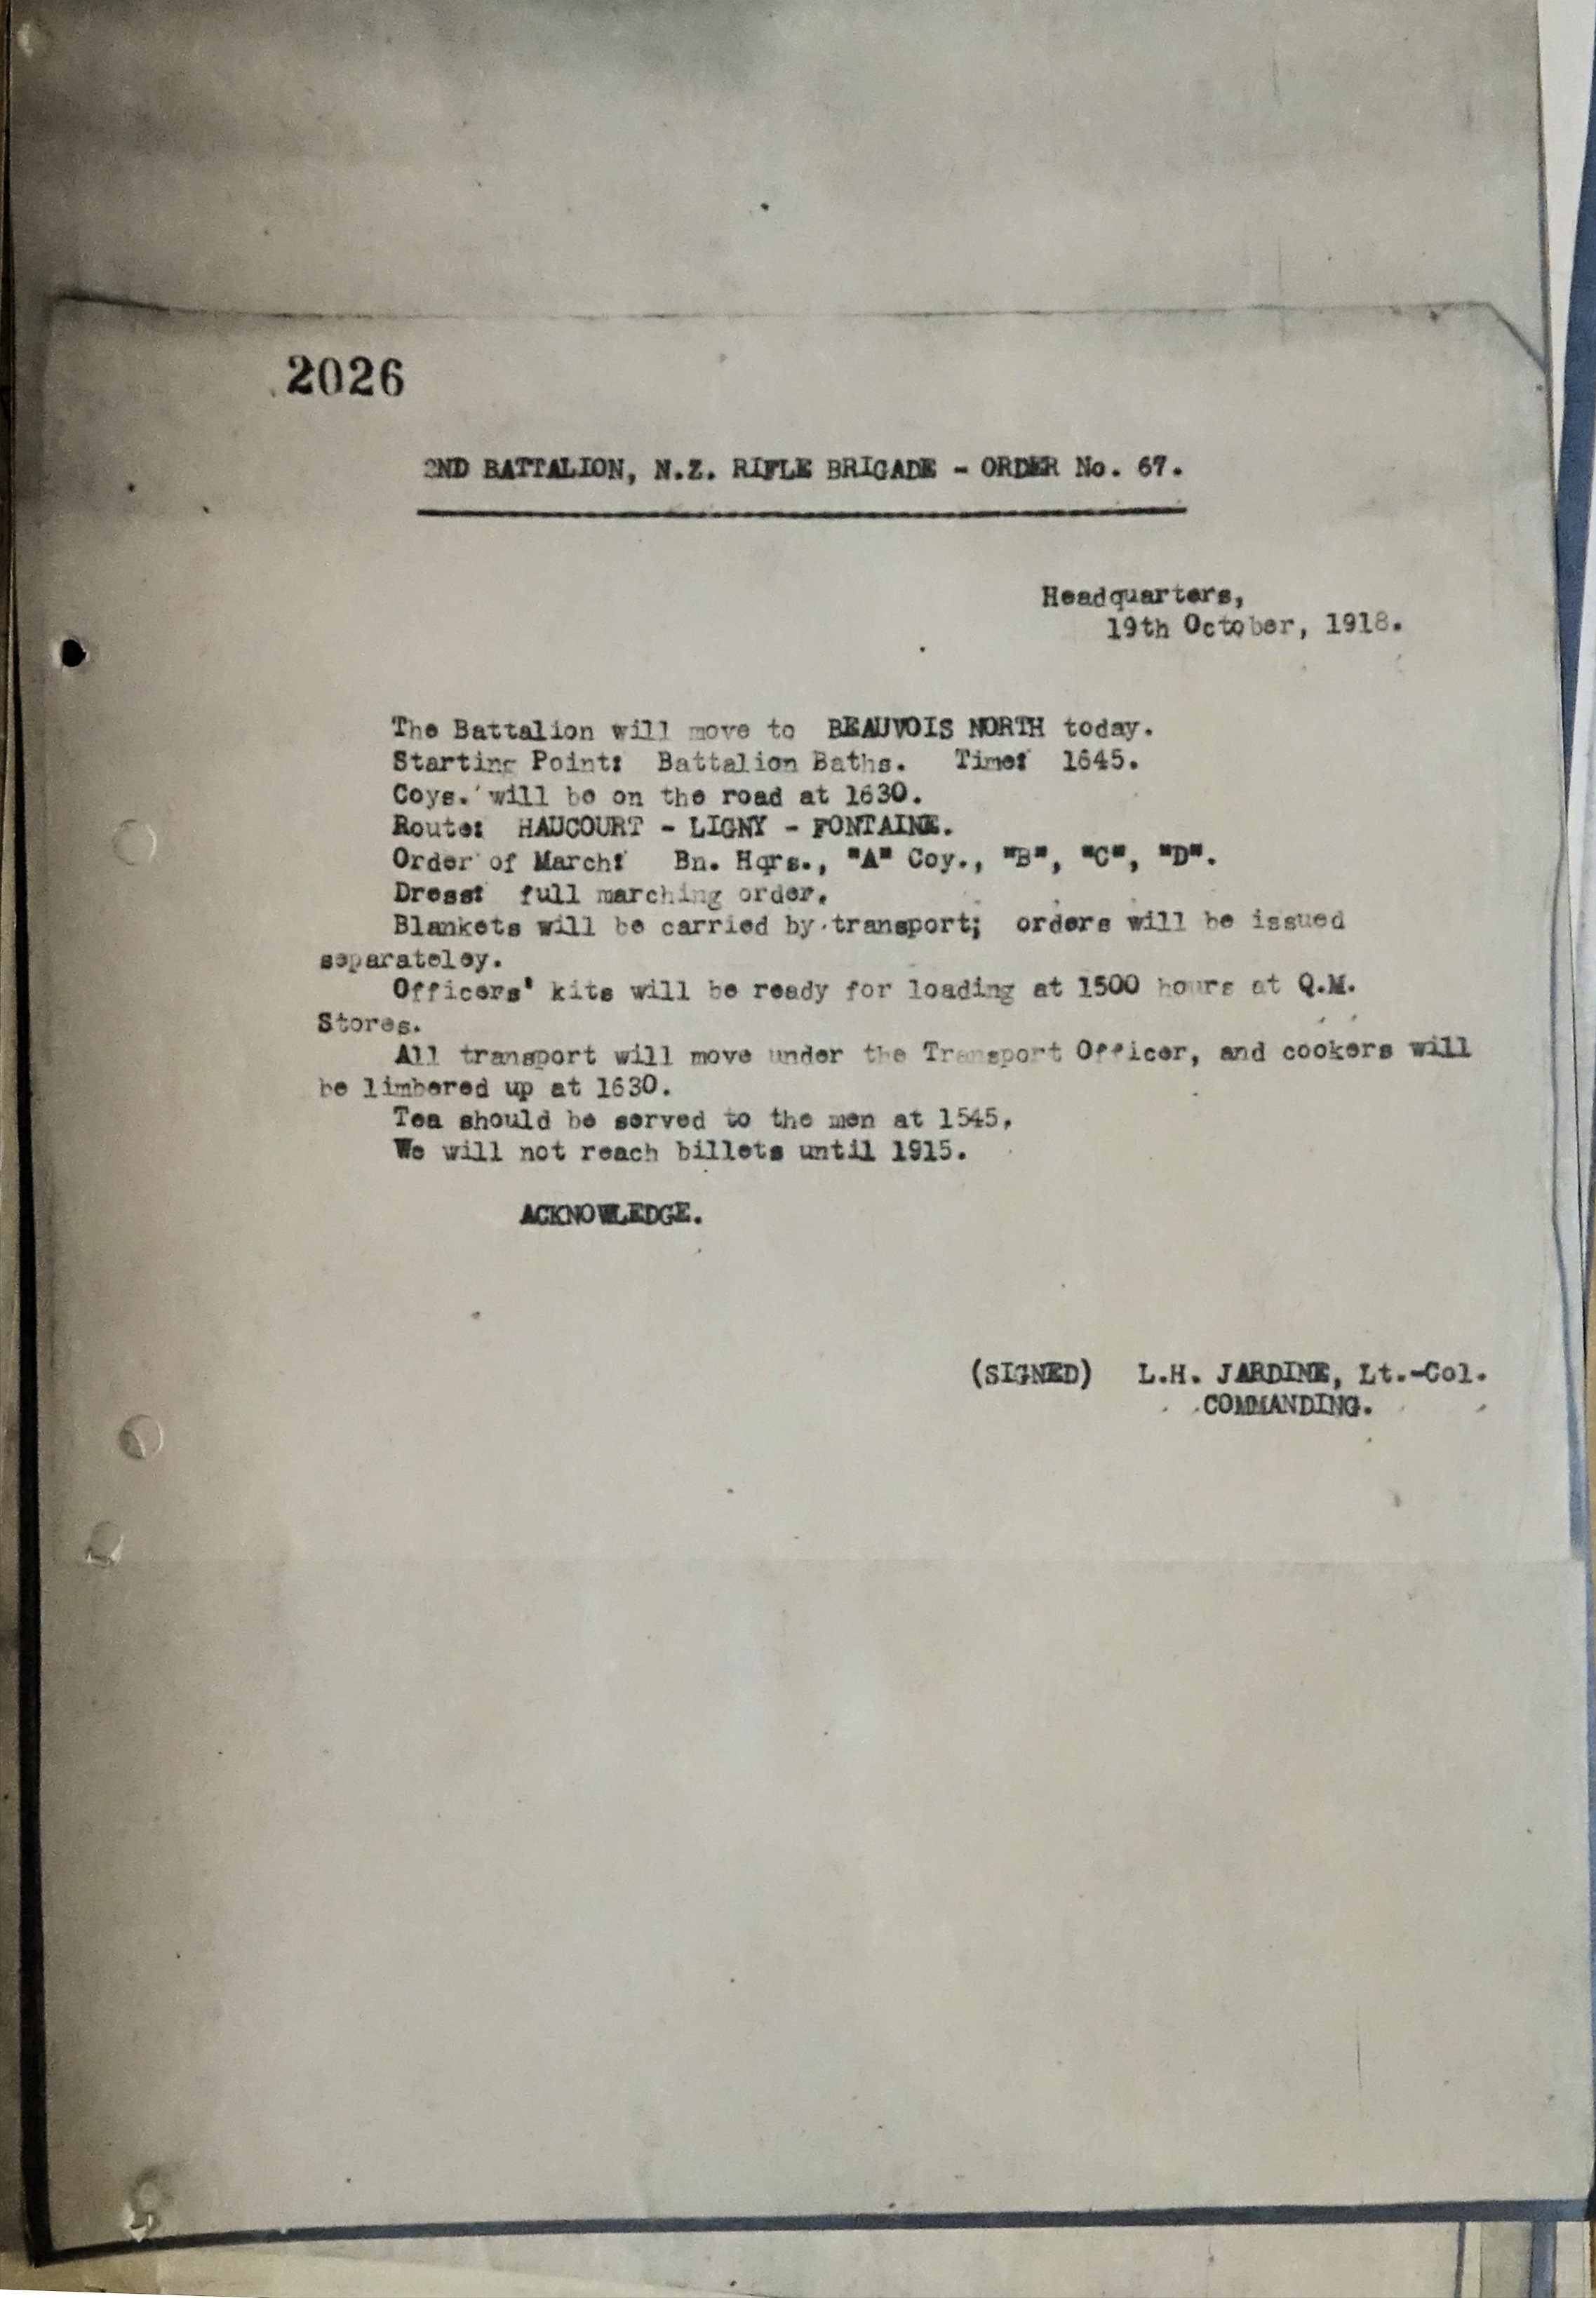 2026
2ND BATTALION, N.Z. RIFLE BRIGADE - ORDER No. 67.
Headquarters,
19th October, 1918.
The Battalion will move to BEAUVOIS NORTH today.
Starting Point: Battalion Baths. Time: 1645.
Coys. will be on the road at 1630.
Route: HAUCOURT - LIGNY - FONTAINE.
Order of March: Bn. Hqrs., "A" Coy., "B", "C", "D".
Dress: full marching order.
Blankets will be carried by transport; orders will be issued
separateley.
Officers' kits will be ready for loading at 1500 hours at Q.M.
Stores.
All transport will move under the Transport Officer, and cookers will
be limbered up at 1630.
Tea should be served to the men at 1545.
We will not reach billets until 1915.
ACKNOWLEDGE.
(SIGNED) L.H. JARDINE, Lt.-Col.
COMMANDING.